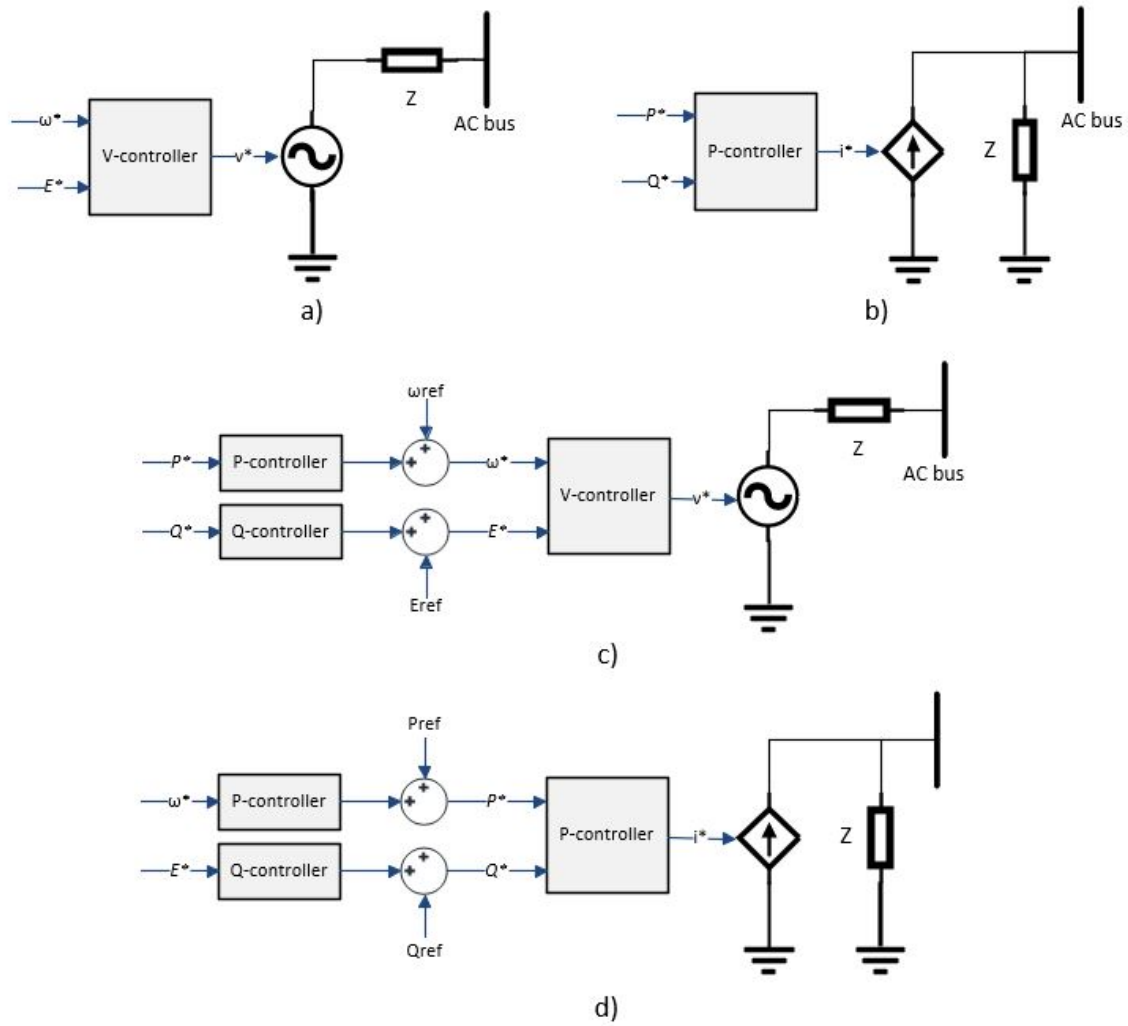 ω*
E*
V-controller
v*
Z
AC bus
a)
P*
Q*
P-controller
i*
Z
AC bus
b)
ωref
P*
P-controller
ω*
Q*
Q-controller
E*
Eref
V-controller
v*
Z
AC bus
c)
Pref
ω*
P-controller
P*
E*
Q-controller
Q*
Qref
P-controller
i*
Z
d)